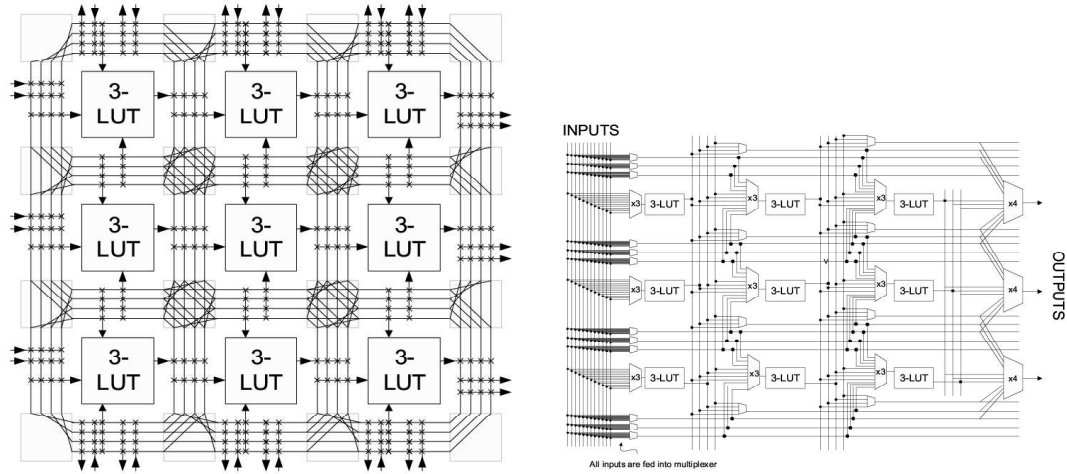 3-
LUT
3-
LUT
3-
LUT
3-
LUT
3-
LUT
3-
LUT
3-
LUT
3-
LUT
3-
LUT
INPUTS
x3 3-LUT x3 3-LUT x3 3-LUT x4
V
x3 3-LUT x3 3-LUT x3 3-LUT x4
x3 3-LUT x3 3-LUT x3 3-LUT x4
OUTPUTS
All inputs are fed into multiplexer